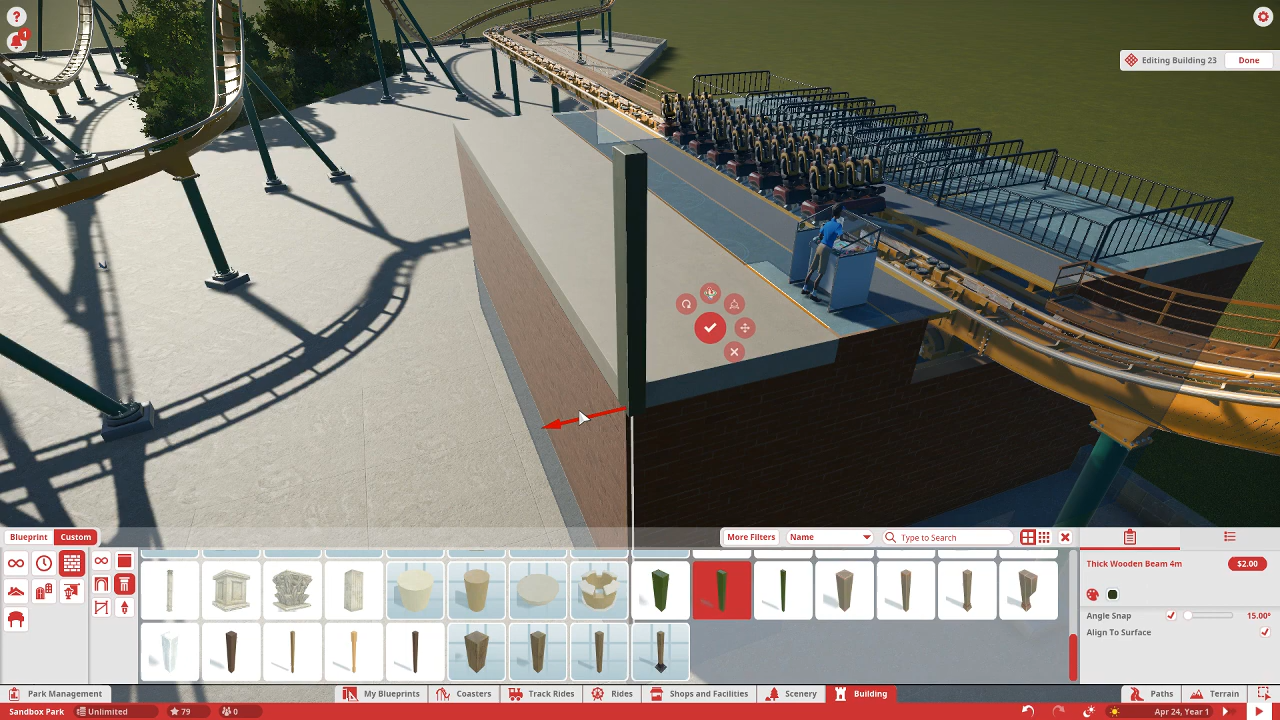 ?
1
Editing Building 23
Done
Blueprint
Custom
More Filters
Name
Type to Search
Thick Wooden Beam 4m
$2.00
Angle Snap
15.00°
Align To Surface
Park Management
My Blueprints
Coasters
Track Rides
Rides
Shops and Facilities
Scenery
Building
Paths
Terrain
Sandbox Park
Unlimited
79
0
Apr 24, Year 1